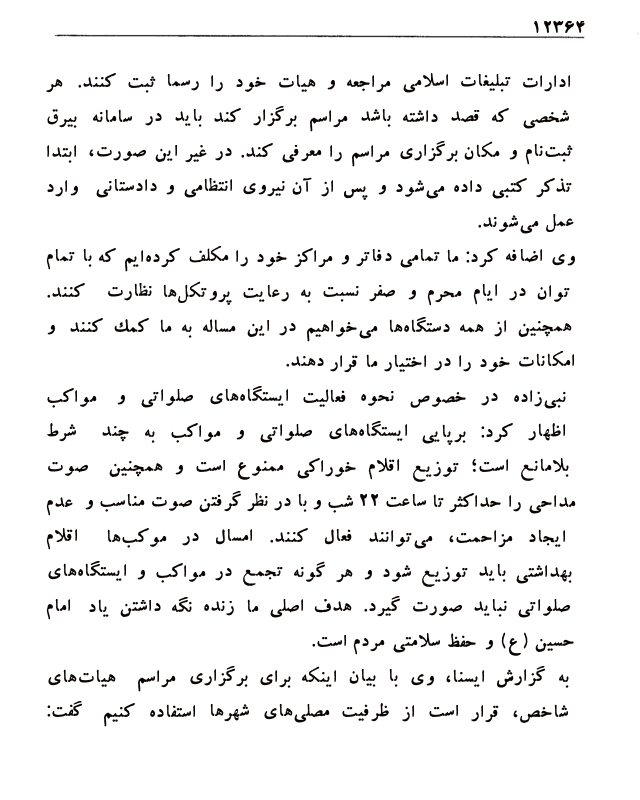 ۱۲۳۶۴
ادارات تبلیغات اسلامی مراجعه و هیات خود را رسما ثبت کنند. هر
شخصی که قصد داشته باشد مراسم برگزار کند باید در سامانه بیرق
ثبت‌نام و مکان برگزاری مراسم را معرفی کند. در غیر این صورت، ابتدا
تذکر کتبی داده می‌شود و پس از آن نیروی انتظامی و دادستانی وارد
عمل می‌شوند.
وی اضافه کرد: ما تمامی دفاتر و مراکز خود را مکلف کرده‌ایم که با تمام
توان در ایام محرم و صفر نسبت به رعایت پروتکل‌ها نظارت کنند.
همچنین از همه دستگاه‌ها می‌خواهیم در این مساله به ما کمك کنند و
امکانات خود را در اختیار ما قرار دهند.
نبی‌زاده در خصوص نحوه فعالیت ایستگاه‌های صلواتی و مواکب
اظهار کرد: برپایی ایستگاه‌های صلواتی و مواکب به چند شرط
بلامانع است؛ توزیع اقلام خوراکی ممنوع است و همچنین صوت
مداحی را حداکثر تا ساعت ۲۲ شب و با در نظر گرفتن صوت مناسب و عدم
ایجاد مزاحمت، می‌توانند فعال کنند. امسال در موکب‌ها اقلام
بهداشتی باید توزیع شود و هر گونه تجمع در مواکب و ایستگاه‌های
صلواتی نباید صورت گیرد. هدف اصلی ما زنده نگه داشتن یاد امام
حسین (ع) و حفظ سلامتی مردم است.
به گزارش ایسنا، وی با بیان اینکه برای برگزاری مراسم هیات‌های
شاخص، قرار است از ظرفیت مصلی‌های شهرها استفاده کنیم گفت: